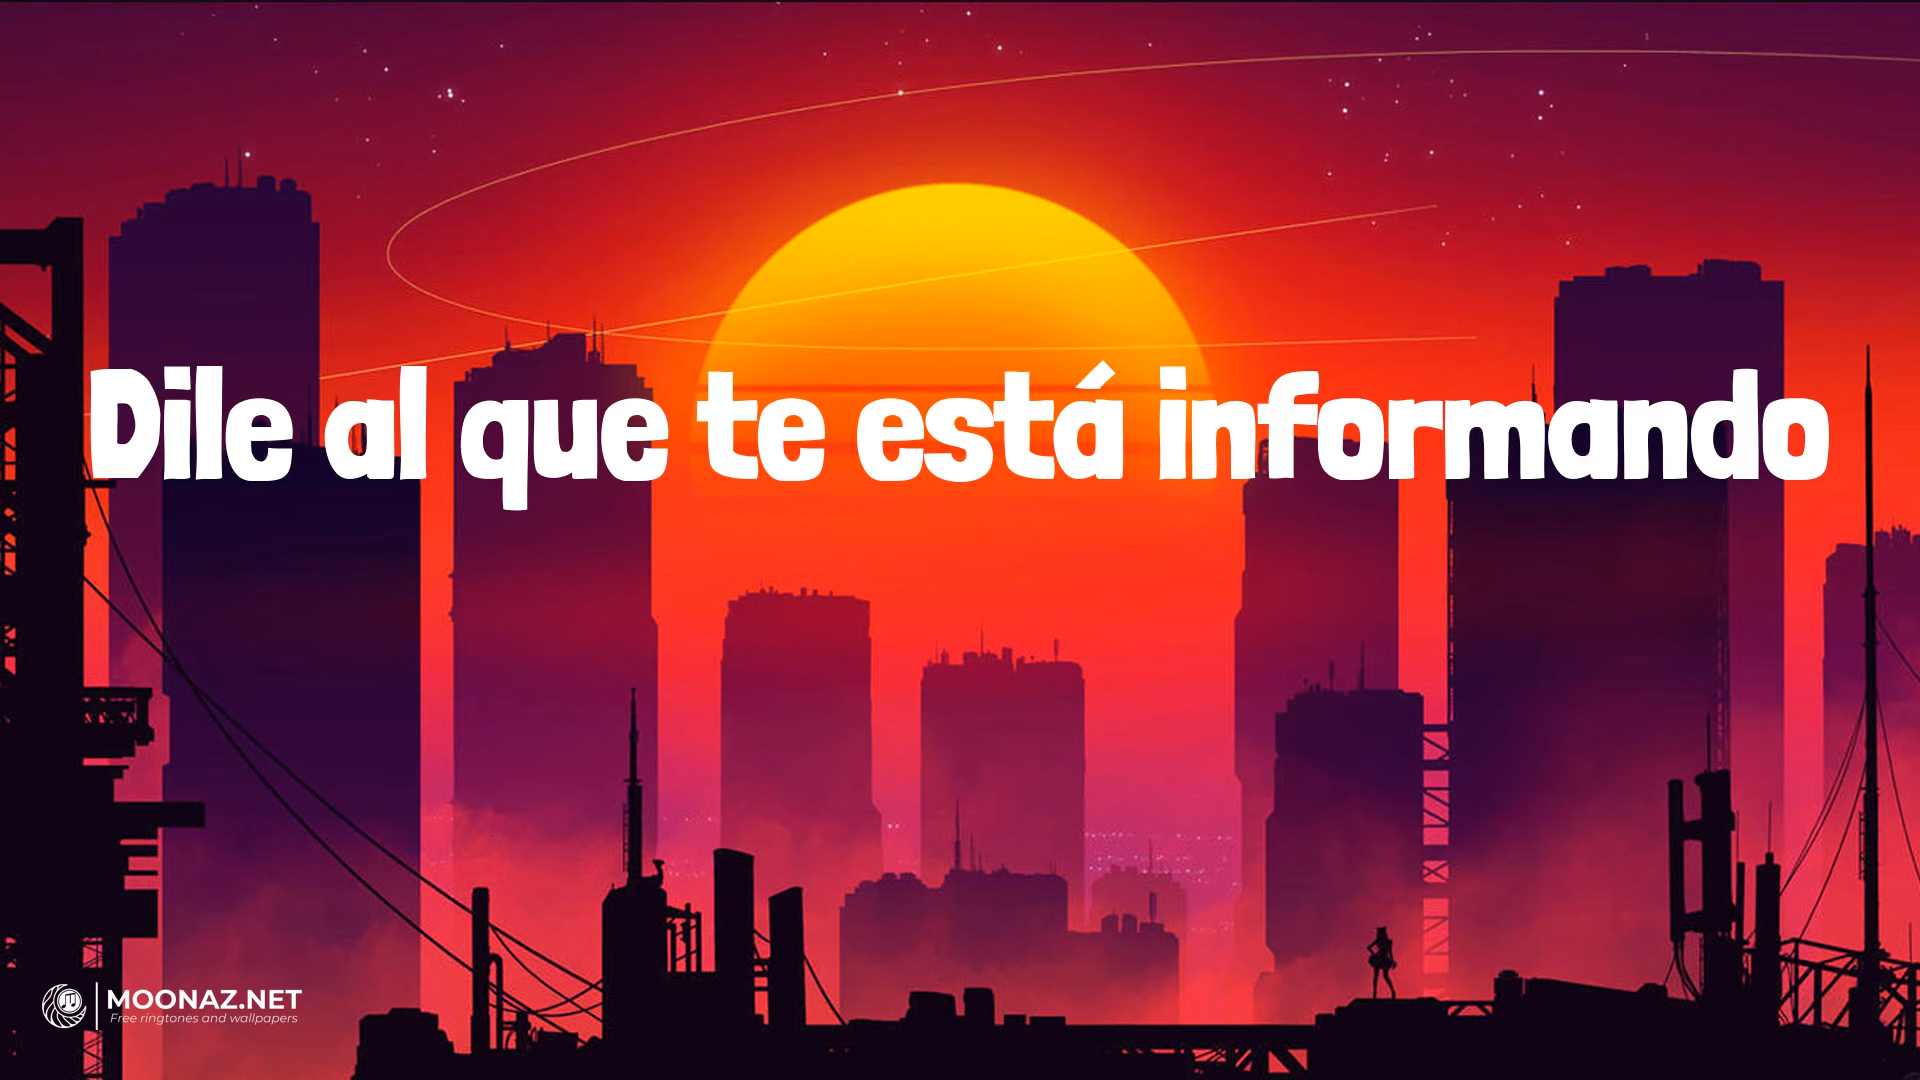 Dile al que te está informando
MOONAZ.NET
Free ringtones and wallpapers